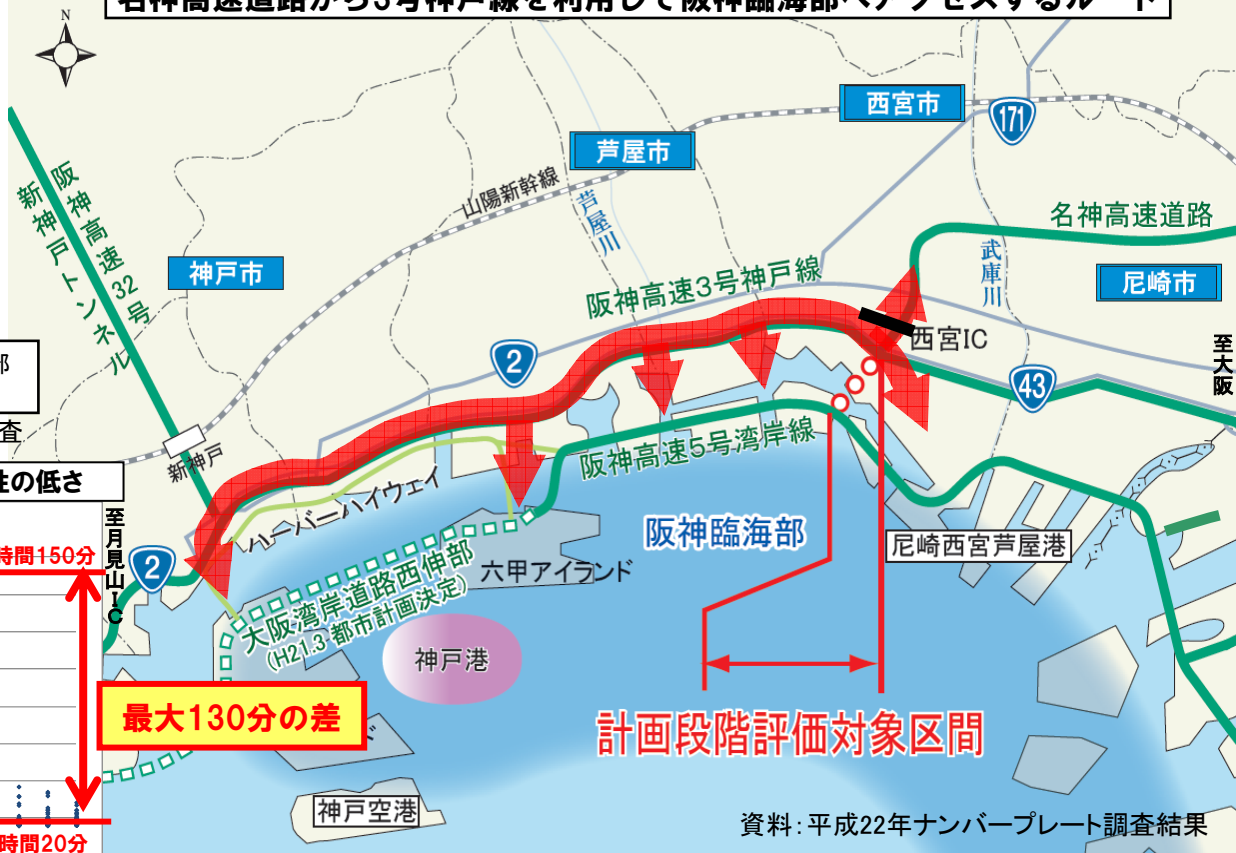 名神高速道路から3号神戸線を利用して阪神臨海部へアクセスするルート
N
西宮市
171
芦屋市
山陽新幹線
芦屋川
新神戸トンネル
阪神高速32号
神戸市
名神高速道路
武庫川
尼崎市
阪神高速3号神戸線
西宮IC
至大阪
2
43
部
査
新神戸
性の低さ
ハーバーハイウェイ
阪神高速5号湾岸線
阪神臨海部
尼崎西宮芦屋港
至月見山IC
2
時間150分
六甲アイランド
大阪湾岸道路西伸部
(H21.3 都市計画決定)
神戸港
最大130分の差
ド
計画段階評価対象区間
神戸空港
資料:平成22年ナンバープレート調査結果
時間20分